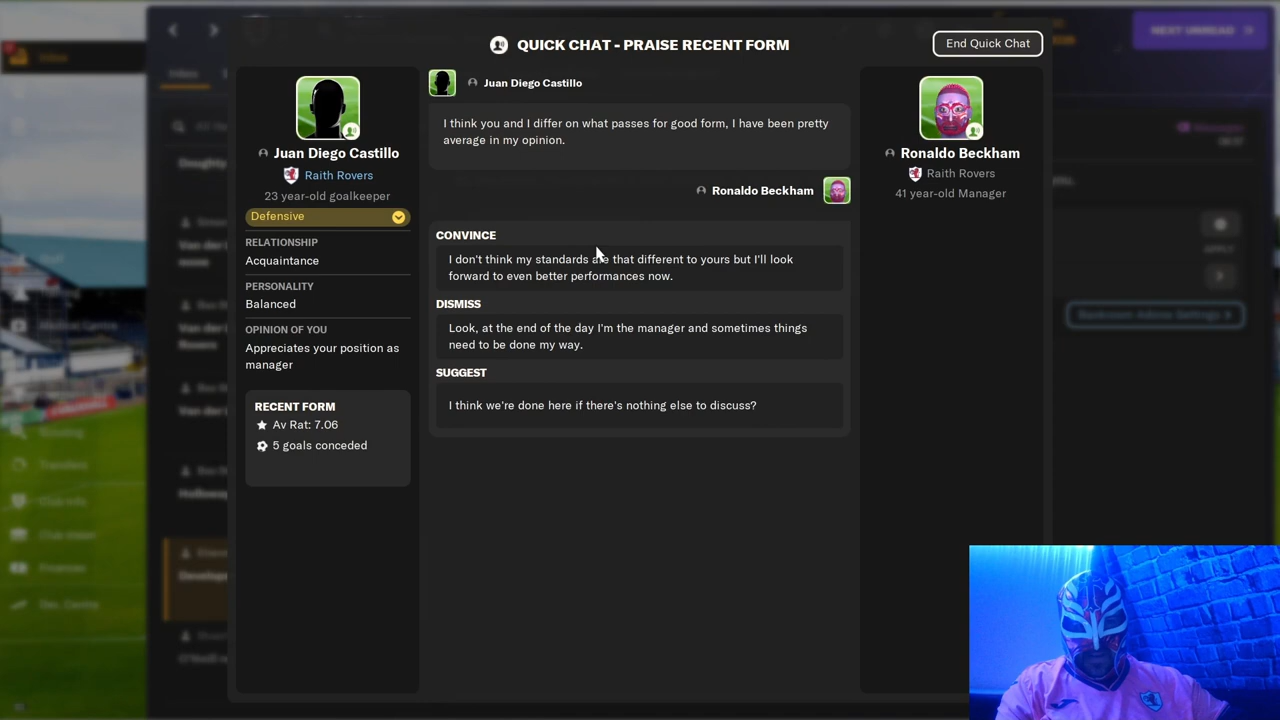 QUICK CHAT - PRAISE RECENT FORM
End Quick Chat
NEXT UNREAD
Inbox
Juan Diego Castillo
Raith Rovers
23 year-old goalkeeper
Defensive
RELATIONSHIP
Acquaintance
PERSONALITY
Balanced
OPINION OF YOU
Appreciates your position as
manager
RECENT FORM
Av Rat: 7.06
5 goals conceded
Juan Diego Castillo
I think you and I differ on what passes for good form, I have been pretty
average in my opinion.
Ronaldo Beckham
CONVINCE
I don't think my standards are that different to yours but I'll look
forward to even better performances now.
DISMISS
Look, at the end of the day I'm the manager and sometimes things
need to be done my way.
SUGGEST
I think we're done here if there's nothing else to discuss?
Ronaldo Beckham
Raith Rovers
41 year-old Manager